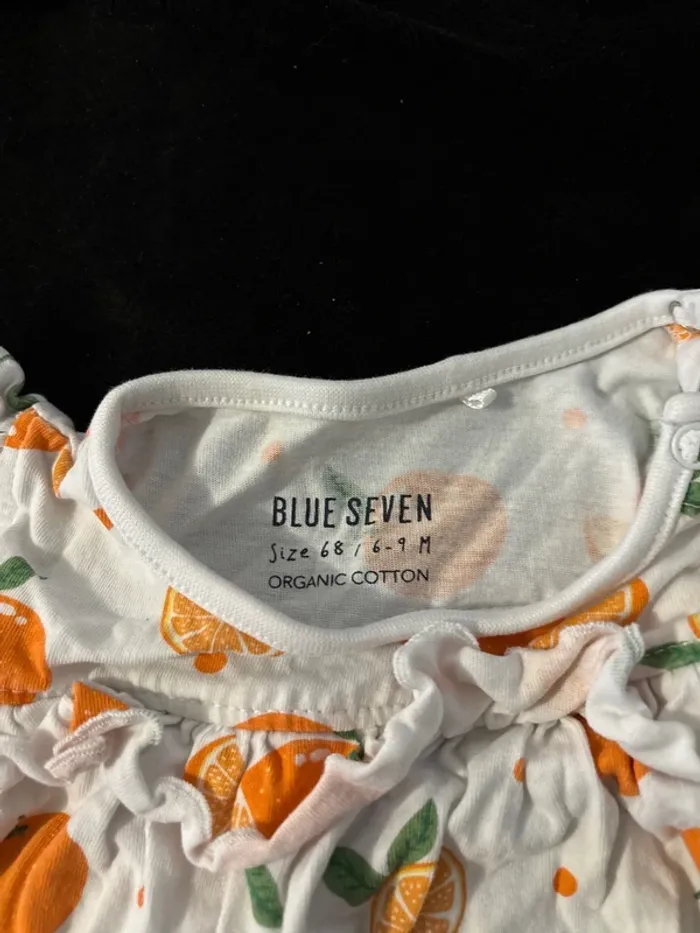 BLUE SEVEN
Size 68 / 6-9 M
ORGANIC COTTON